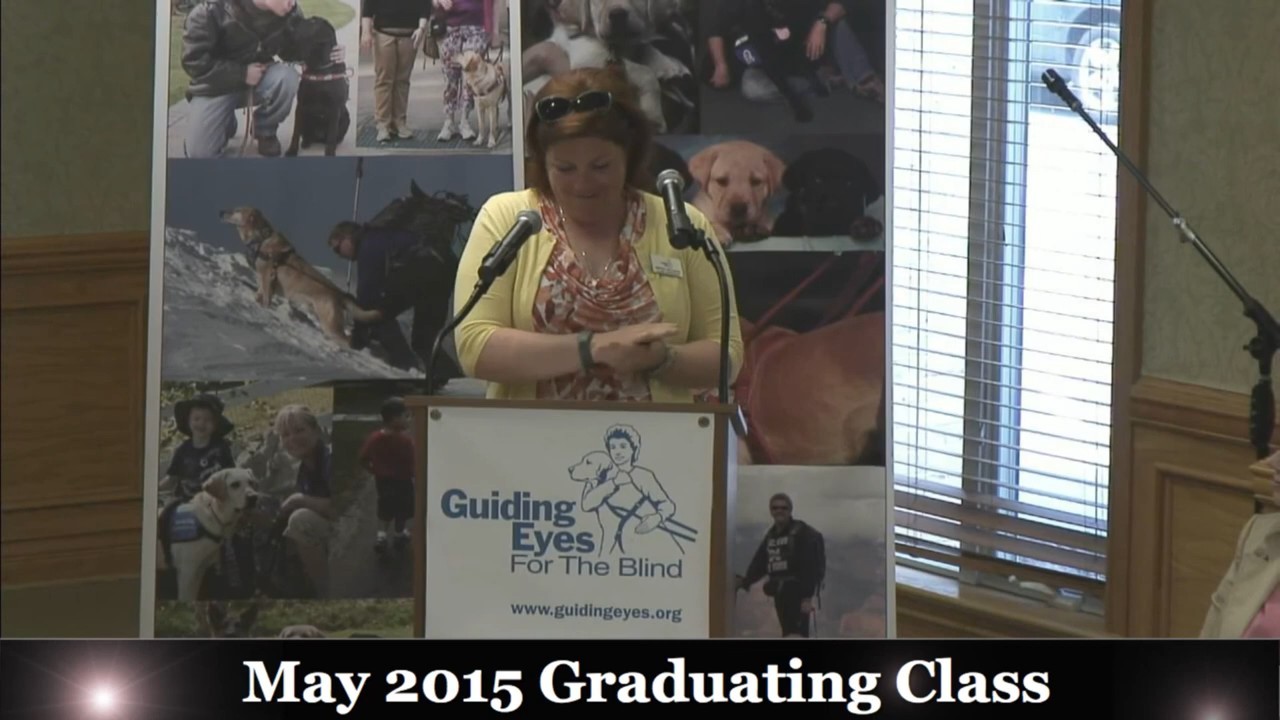 Guiding
Eyes
For The Blind
www.guidingeyes.org
May 2015 Graduating Class